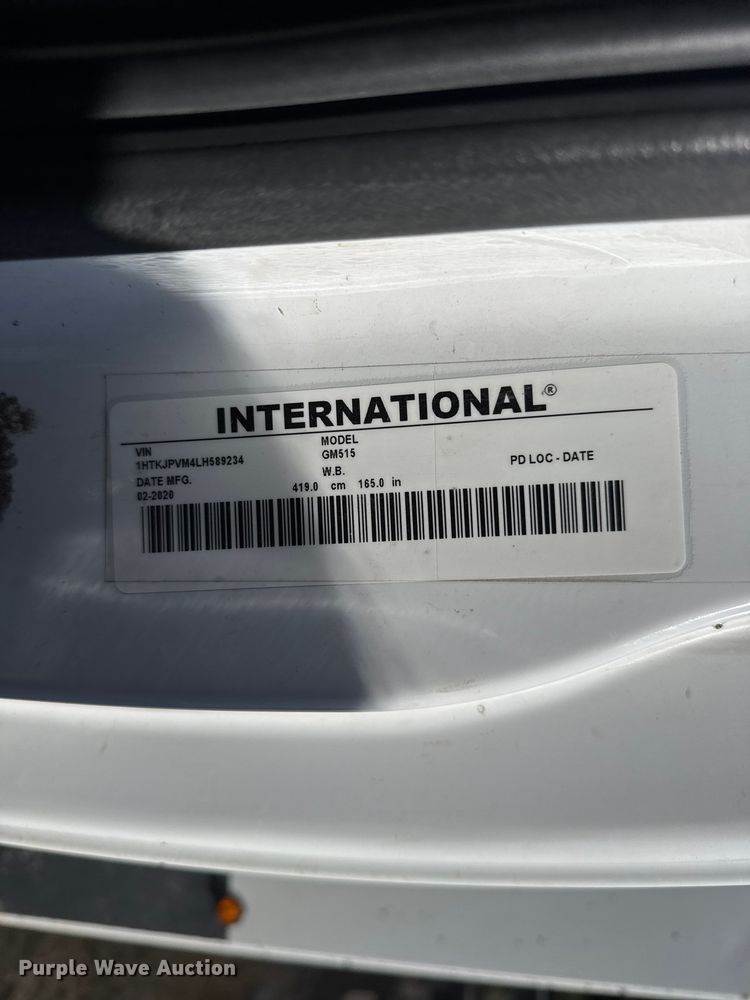 INTERNATIONAL®
VIN MODEL
1HTKJPVM4LH589234 GM515 PD LOC - DATE
DATE MFG. W.B.
02-2020 419.0 cm 165.0 in
Purple Wave Auction